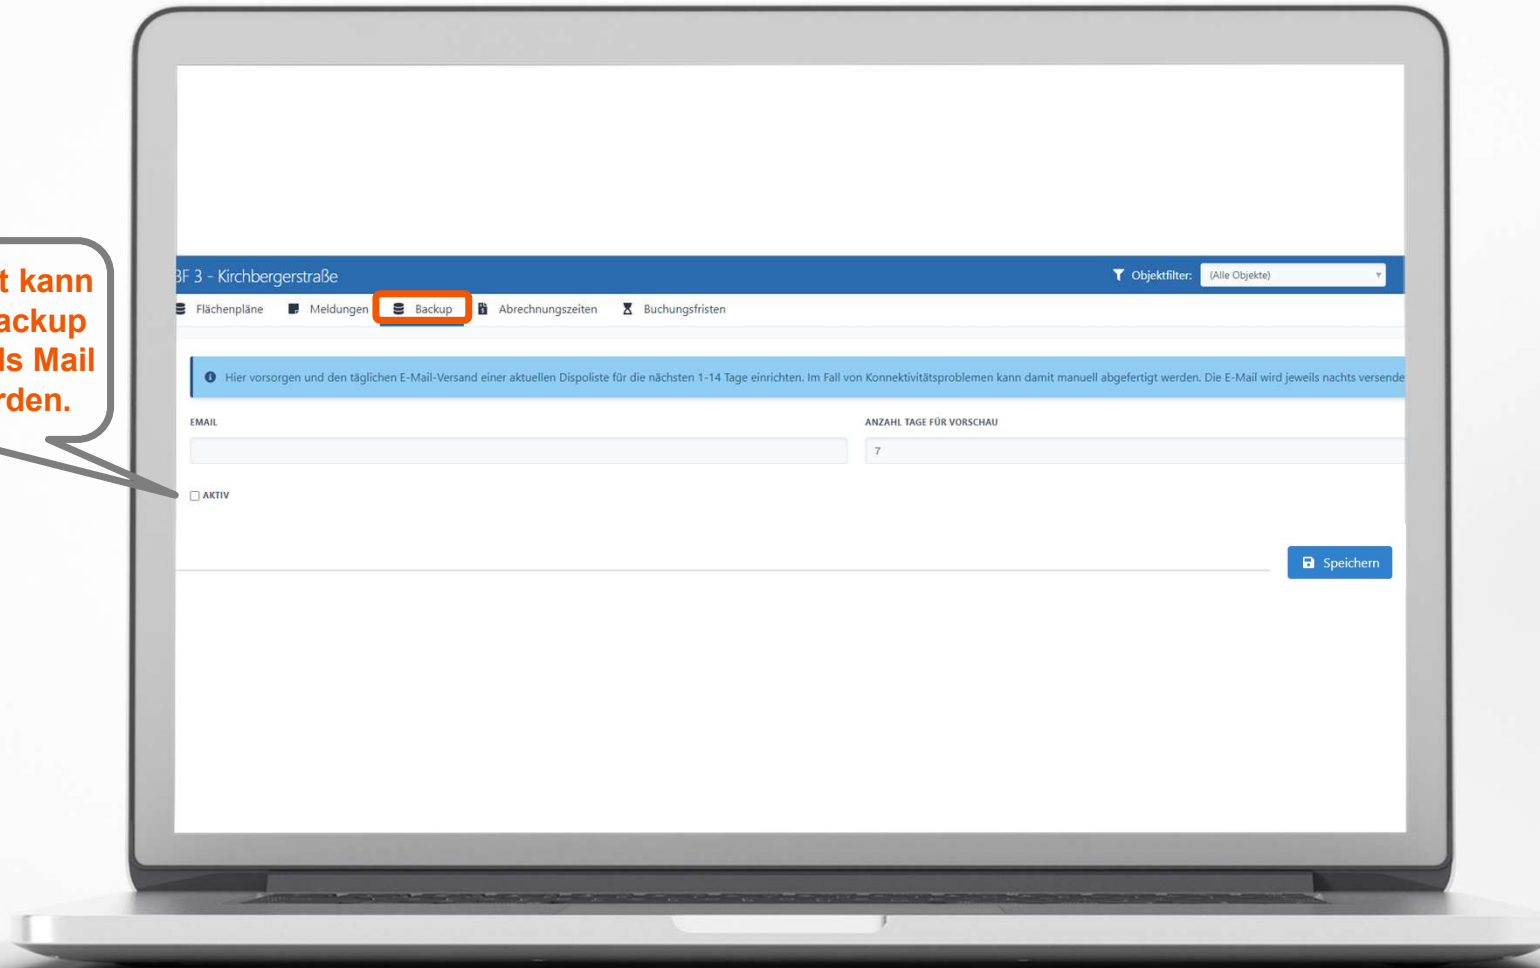 t kann
ackup
ls Mail
rden.
BF 3 - Kirchbergerstraße
Objektfilter: (Alle Objekte)
Flächenpläne Meldungen Backup Abrechnungszeiten Buchungsfristen
Hier vorsorgen und den täglichen E-Mail-Versand einer aktuellen Dispoliste für die nächsten 1-14 Tage einrichten. Im Fall von Konnektivitätsproblemen kann damit manuell abgefertigt werden. Die E-Mail wird jeweils nachts versende
EMAIL
ANZAHL TAGE FÜR VORSCHAU
7
AKTIV
Speichern